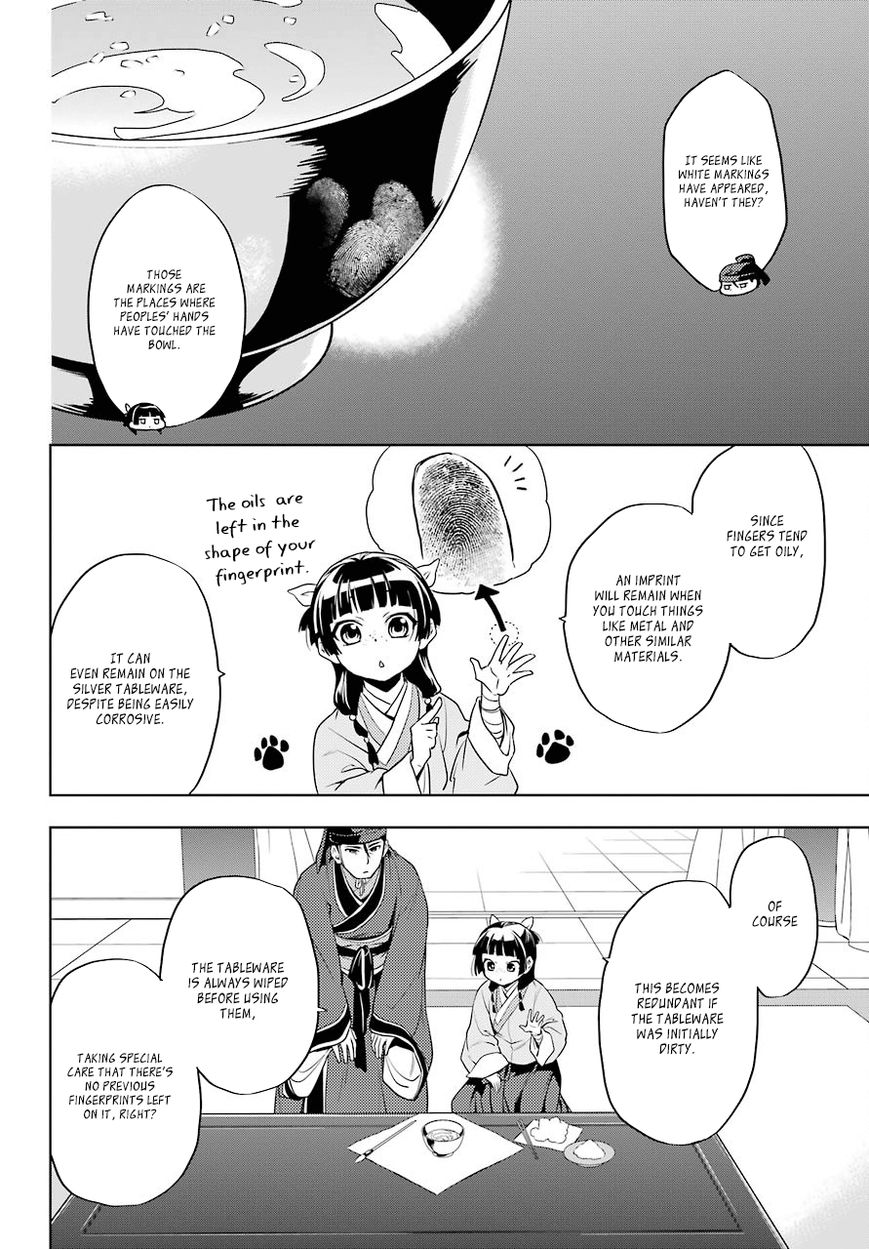 IT SEEMS LIKE
WHITE MARKINGS
HAVE APPEARED,
HAVEN'T THEY?
THOSE
MARKINGS ARE
THE PLACES WHERE
PEOPLES' HANDS
HAVE TOUCHED THE
BOWL.
SINCE
FINGERS TEND
TO GET OILY,
AN IMPRINT
WILL REMAIN WHEN
YOU TOUCH THINGS
LIKE METAL AND
OTHER SIMILAR
MATERIALS.
The oils are
left in the
shape of your
fingerprint.
IT CAN
EVEN REMAIN ON THE
SILVER TABLEWARE,
DESPITE BEING EASILY
CORROSIVE.
OF
COURSE
THIS BECOMES
REDUNDANT IF
THE TABLEWARE
WAS INITIALLY
DIRTY.
THE TABLEWARE
IS ALWAYS WIPED
BEFORE USING
THEM,
TAKING SPECIAL
CARE THAT THERE'S
NO PREVIOUS
FINGERPRINTS LEFT
ON IT, RIGHT?